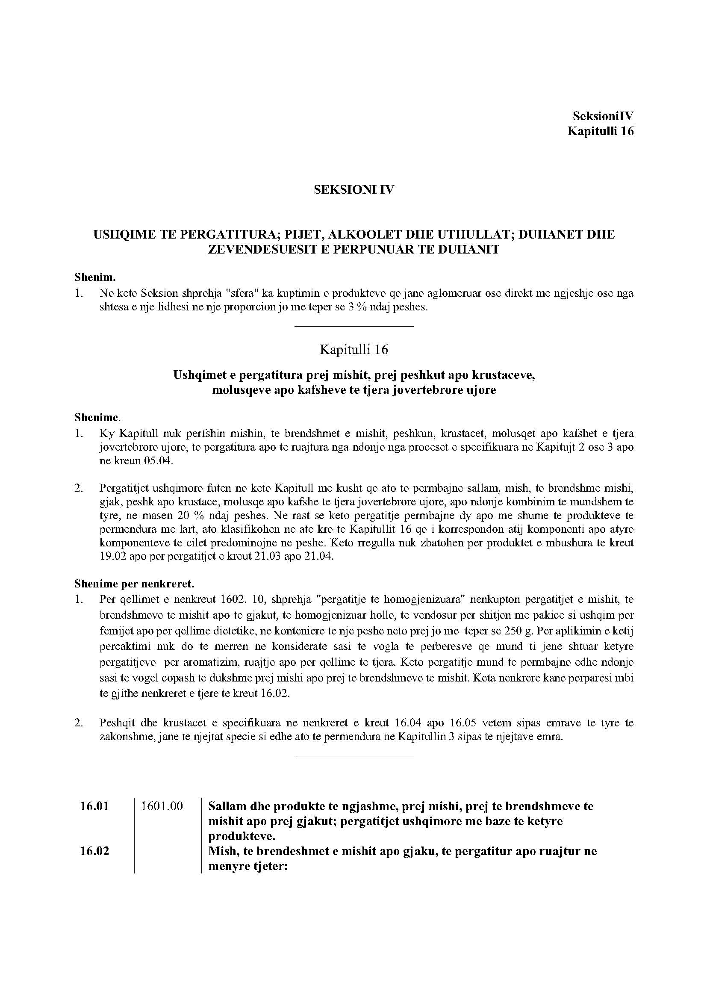 SeksioniIV
Kapitulli 16
SEKSIONI IV
USHQIME TE PERGATITURA; PIJET, ALKOOLET DHE UTHULLAT; DUHANET DHE
ZEVENDESUESIT E PERPUNUAR TE DUHANIT
Shenim.
1. Ne kete Seksion shprehja "sfera" ka kuptimin e produkteve qe jane aglomeruar ose direkt me ngjeshje ose nga
shtesa e nje lidhesi ne nje proporcion jo me teper se 3 % ndaj peshes.
Kapitulli 16
Ushqimet e pergatitura prej mishit, prej peshkut apo krustaceve,
molusqeve apo kafsheve te tjera jovertebrore ujore
Shenime.
1. Ky Kapitull nuk perfshin mishin, te brendshmet e mishit, peshkun, krustacet, molusqet apo kafshet e tjera
jovertebrore ujore, te pergatitura apo te ruajtura nga ndonje nga proceset e specifikuara ne Kapitujt 2 ose 3 apo
ne kreun 05.04.
2. Pergatitjet ushqimore futen ne kete Kapitull me kusht qe ato te permbajne sallam, mish, te brendshme mishi,
gjak, peshk apo krustace, molusqe apo kafshe te tjera jovertebrore ujore, apo ndonje kombinim te mundshem te
tyre, ne masen 20 % ndaj peshes. Ne rast se keto pergatitje permbajne dy apo me shume te produkteve te
permendura me lart, ato klasifikohen ne ate kre te Kapitullit 16 qe i korrespondon atij komponenti apo atyre
komponenteve te cilet predominojne ne peshe. Keto rregulla nuk zbatohen per produktet e mbushura te kreut
19.02 apo per pergatitjet e kreut 21.03 apo 21.04.
Shenime per nenkreret.
1. Per qellimet e nenkreut 1602. 10, shprehja "pergatitje te homogjenizuara" nenkupton pergatitjet e mishit, te
brendshmeve te mishit apo te gjakut, te homogjenizuar holle, te vendosur per shitjen me pakice si ushqim per
femijet apo per qellime dietetike, ne konteniere te nje peshe neto prej jo me teper se 250 g. Per aplikimin e ketij
percaktimi nuk do te merren ne konsiderate sasi te vogla te perberesve qe mund ti jene shtuar ketyre
pergatitjeve per aromatizim, ruajtje apo per qellime te tjera. Keto pergatitje mund te permbajne edhe ndonje
sasi te vogel copash te dukshme prej mishi apo prej te brendshmeve te mishit. Keta nenkrere kane perparesi mbi
te gjithe nenkreret e tjere te kreut 16.02.
2. Peshqit dhe krustacet e specifikuara ne nenkreret e kreut 16.04 apo 16.05 vetem sipas emrave te tyre te
zakonshme, jane te njejtat specie si edhe ato te permendura ne Kapitullin 3 sipas te njejtave emra.
16.01 1601.00 Sallam dhe produkte te ngjashme, prej mishi, prej te brendshmeve te
mishit apo prej gjakut; pergatitjet ushqimore me baze te ketyre
produkteve.
16.02 Mish, te brendeshmet e mishit apo gjaku, te pergatitur apo ruajtur ne
menyre tjeter: